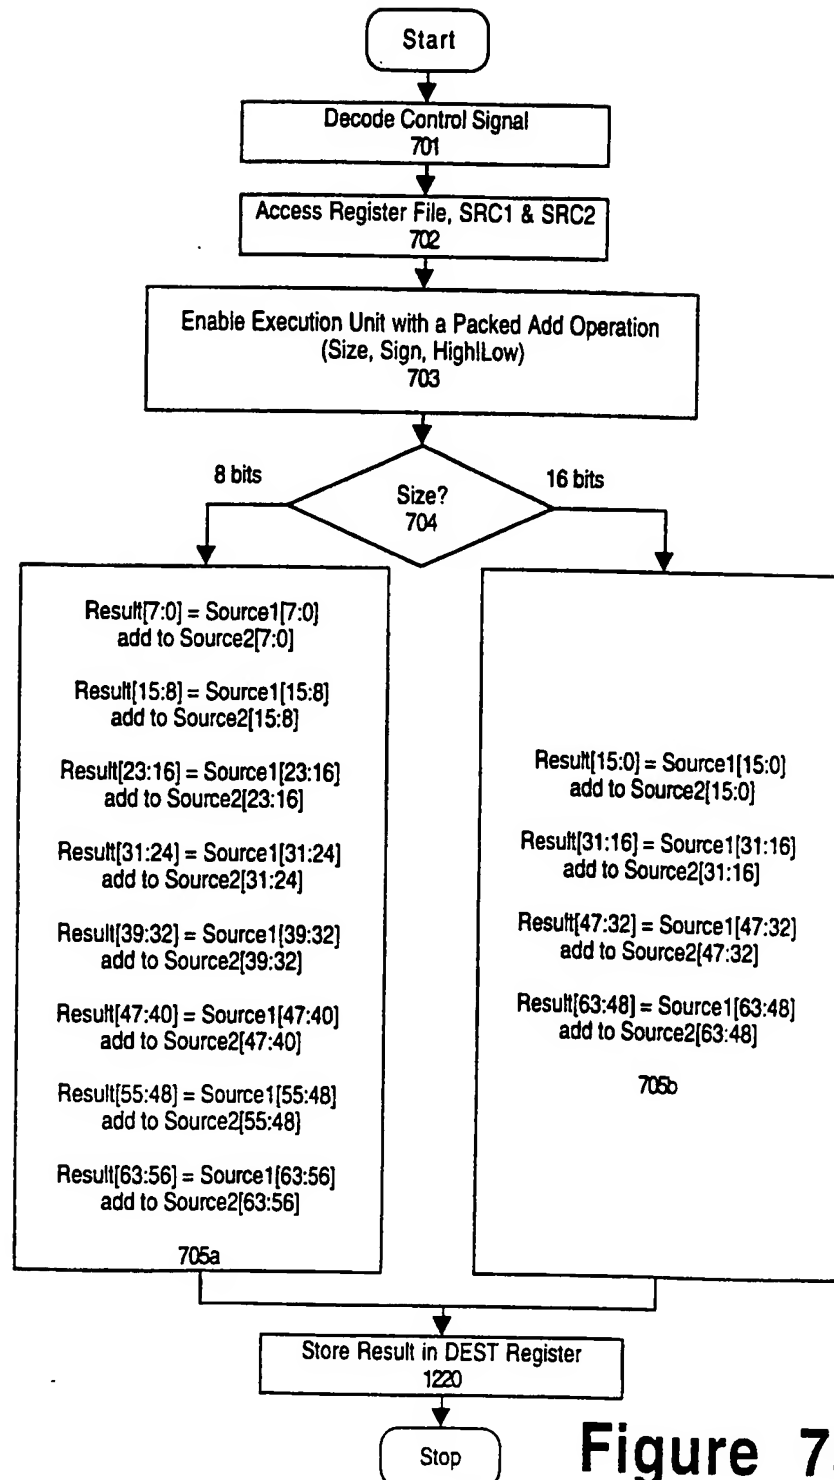 Start
Decode Control Signal
701
Access Register File, SRC1 & SRC2
702
Enable Execution Unit with a Packed Add Operation
(Size, Sign, High|Low)
703
8 bits
Size?
704
16 bits
Result[7:0] = Source1[7:0]
add to Source2[7:0]
Result[15:8] = Source1[15:8]
add to Source2[15:8]
Result[23:16] = Source1[23:16]
add to Source2[23:16]
Result[31:24] = Source1[31:24]
add to Source2[31:24]
Result[39:32] = Source1[39:32]
add to Source2[39:32]
Result[47:40] = Source1[47:40]
add to Source2[47:40]
Result[55:48] = Source1[55:48]
add to Source2[55:48]
Result[63:56] = Source1[63:56]
add to Source2[63:56]
705a
Result[15:0] = Source1[15:0]
add to Source2[15:0]
Result[31:16] = Source1[31:16]
add to Source2[31:16]
Result[47:32] = Source1[47:32]
add to Source2[47:32]
Result[63:48] = Source1[63:48]
add to Source2[63:48]
705b
Store Result in DEST Register
1220
Stop
Figure 7